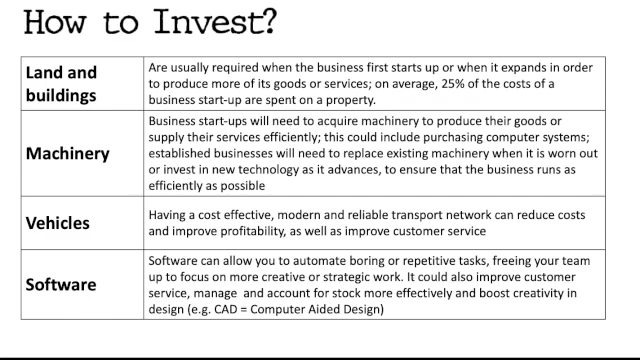 How to Invest?
Land and
buildings
Are usually required when the business first starts up or when it expands in order
to produce more of its goods or services; on average, 25% of the costs of a
business start-up are spent on a property.
Machinery
Business start-ups will need to acquire machinery to produce their goods or
supply their services efficiently; this could include purchasing computer systems;
established businesses will need to replace existing machinery when it is worn out
or invest in new technology as it advances, to ensure that the business runs as
efficiently as possible
Vehicles
Having a cost effective, modern and reliable transport network can reduce costs
and improve profitability, as well as improve customer service
Software
Software can allow you to automate boring or repetitive tasks, freeing your team
up to focus on more creative or strategic work. It could also improve customer
service, manage and account for stock more effectively and boost creativity in
design (e.g. CAD = Computer Aided Design)